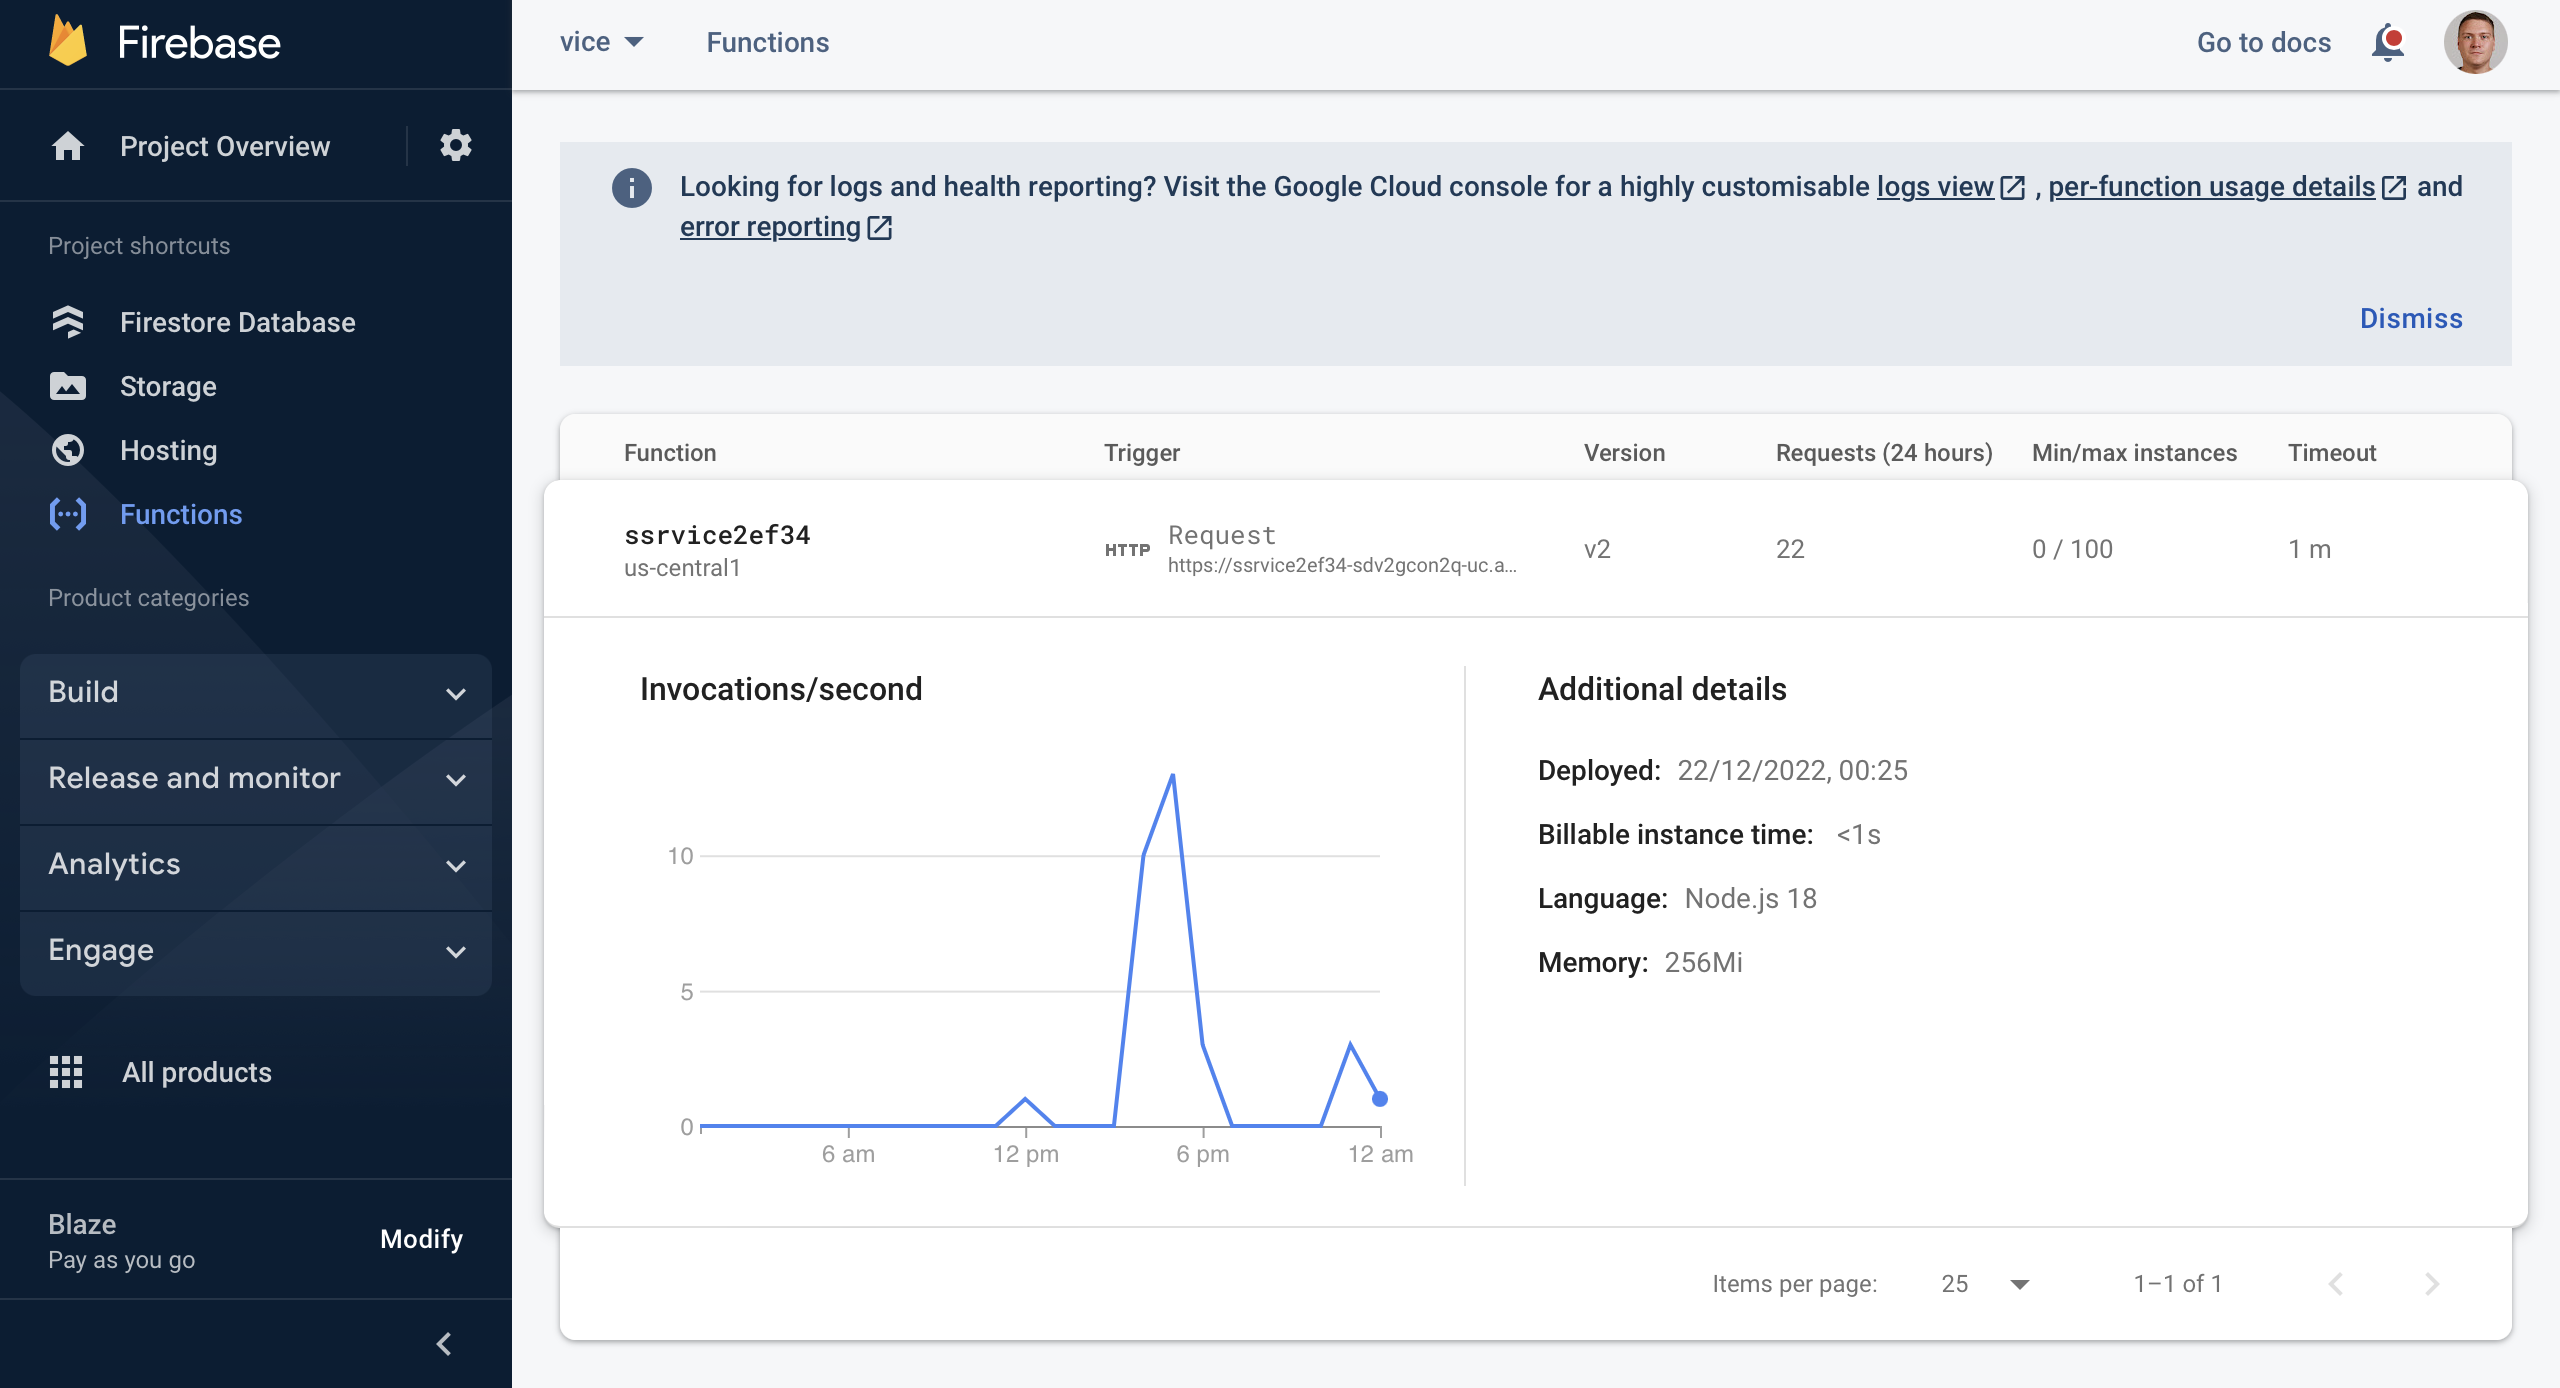 Firebase
vice
Functions
Go to docs
Project Overview
Project shortcuts
Firestore Database
Storage
Hosting
Functions
Product categories
Build
Release and monitor
Analytics
Engage
All products
Blaze
Pay as you go
Modify
Looking for logs and health reporting? Visit the Google Cloud console for a highly customisable logs view , per-function usage details and
error reporting
Dismiss
Function Trigger Version Requests (24 hours) Min/max instances Timeout
ssrvice2ef34
us-central1
HTTP
Request
https://ssrvice2ef34-sdv2gcon2q-uc.a...
v2
22
0 / 100
1 m
Invocations/second
10
5
0
6 am 12 pm 6 pm 12 am
Additional details
Deployed: 22/12/2022, 00:25
Billable instance time: <1s
Language: Node.js 18
Memory: 256Mi
Items per page: 25 1–1 of 1